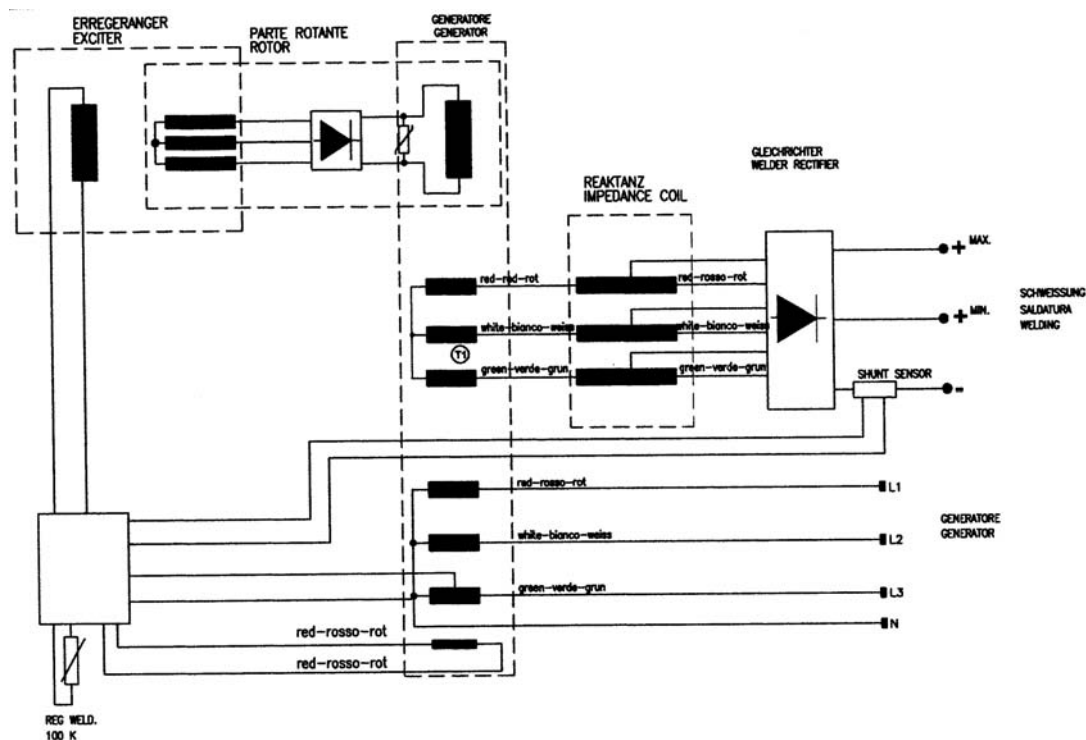 ERREGERANGER
EXCITER
PARTE ROTANTE
ROTOR
GENERATORE
GENERATOR
GLEICHRICHTER
WELDER RECTIFIER
REAKTANZ
IMPEDANCE COIL
MAX.
+
red-red-rot
red-rosso-rot
SCHWEISSUNG
SALDATURA
WELDING
MIN.
+
white-bianco-weiss
white-bianco-weiss
T1
green-verde-grun
green-verde-grun
SHUNT SENSOR
-
red-rosso-rot
L1
white-bianco-weiss
L2
GENERATORE
GENERATOR
green-verde-grun
L3
N
red-rosso-rot
red-rosso-rot
REG WELD.
100 K